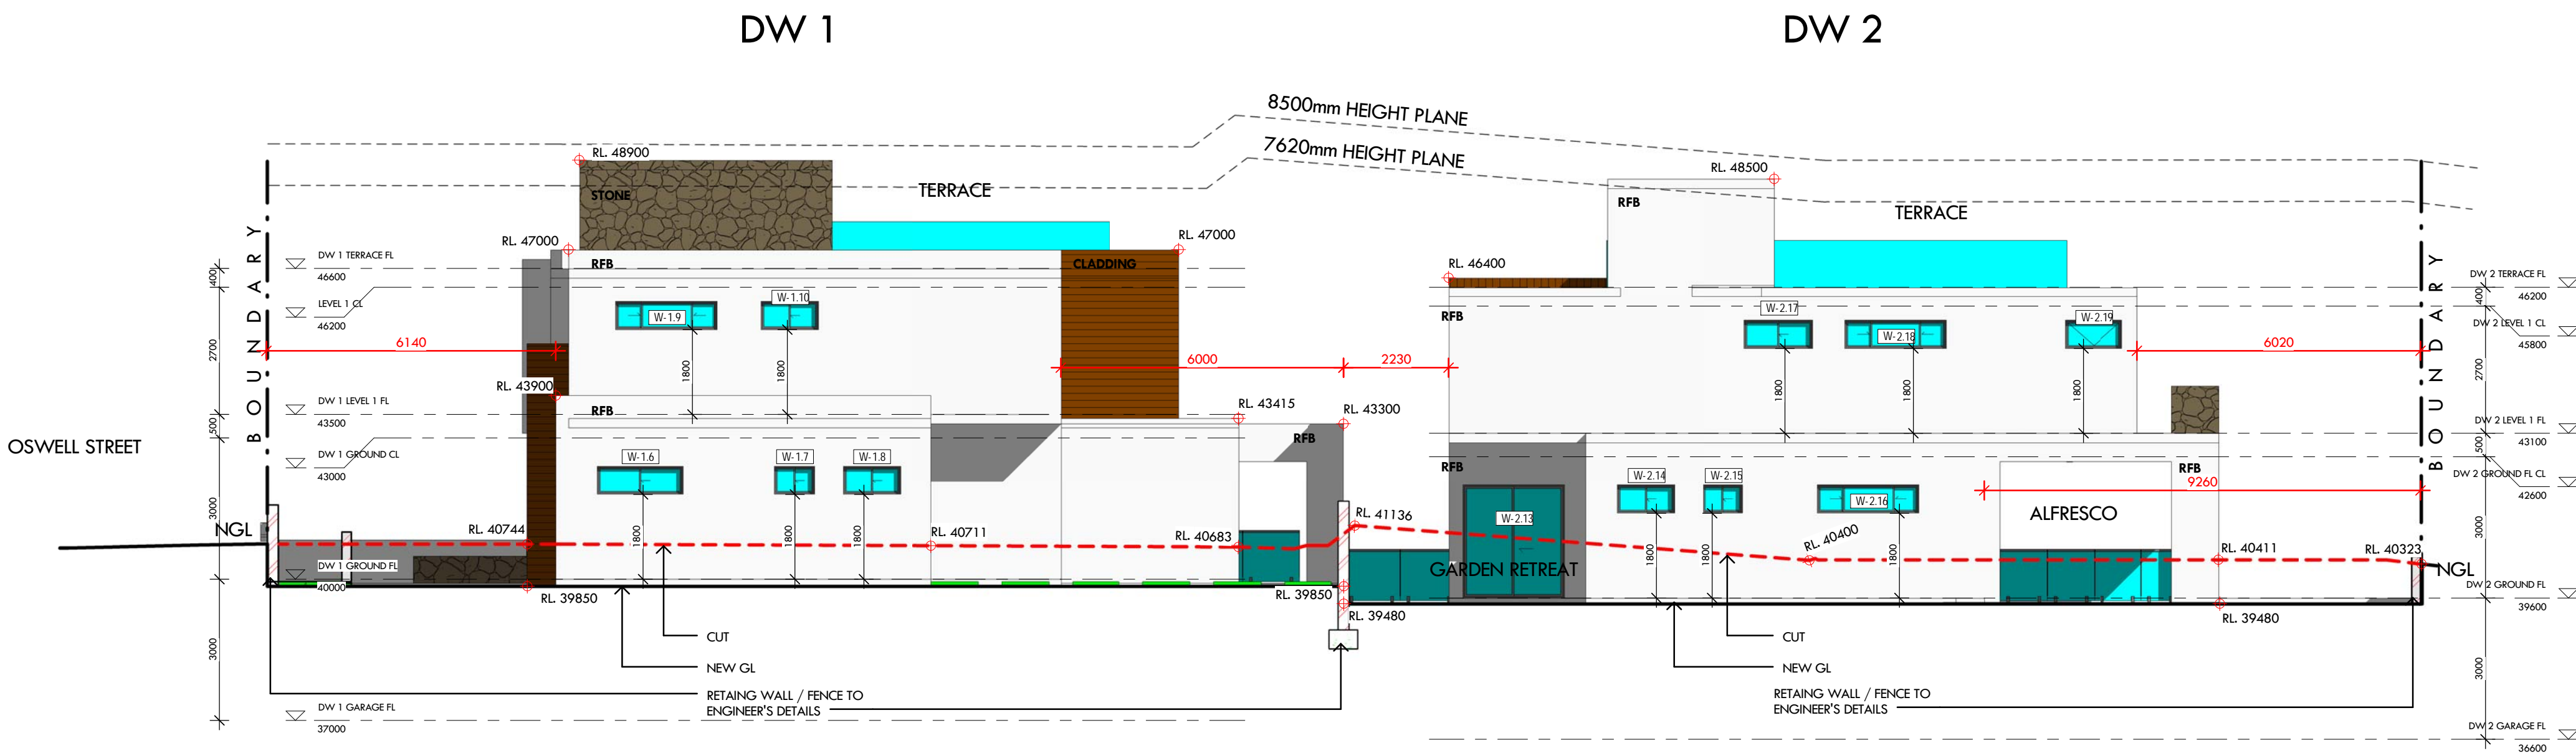 DW 1
DW 2
8500mm HEIGHT PLANE
7620mm HEIGHT PLANE
RL. 48900
STONE
TERRACE
RL. 48500
RFB
TERRACE
RL. 47000
RL. 47000
RFB
CLADDING
RL. 46400
BOUNDARY
BOUNDARY
DW 1 TERRACE FL
46600
LEVEL 1 CL
46200
DW 1 LEVEL 1 FL
43500
DW 1 GROUND CL
43000
DW 1 GROUND FL
40000
DW 1 GARAGE FL
37000
400
2700
500
3000
3000
DW 2 TERRACE FL
46200
DW 2 LEVEL 1 CL
45800
DW 2 LEVEL 1 FL
43100
DW 2 GROUND FL CL
42600
DW 2 GROUND FL
39600
DW 2 GARAGE FL
36600
400
2700
500
3000
3000
W-1.9
W-1.10
1800
1800
6140
6000
2230
6020
RFB
W-2.17
W-2.18
W-2.19
1800
1800
1800
RL. 43900
RFB
RL. 43415
RL. 43300
RFB
OSWELL STREET
W-1.6
W-1.7
W-1.8
1800
1800
1800
RFB
W-2.13
W-2.14
W-2.15
W-2.16
1800
1800
1800
RFB
9260
ALFRESCO
NGL
RL. 40744
RL. 40711
RL. 40683
RL. 41136
RL. 40400
RL. 40411
RL. 40323
NGL
GARDEN RETREAT
RL. 39850
RL. 39850
RL. 39480
RL. 39480
CUT
NEW GL
RETAING WALL / FENCE TO
ENGINEER'S DETAILS
CUT
NEW GL
RETAING WALL / FENCE TO
ENGINEER'S DETAILS